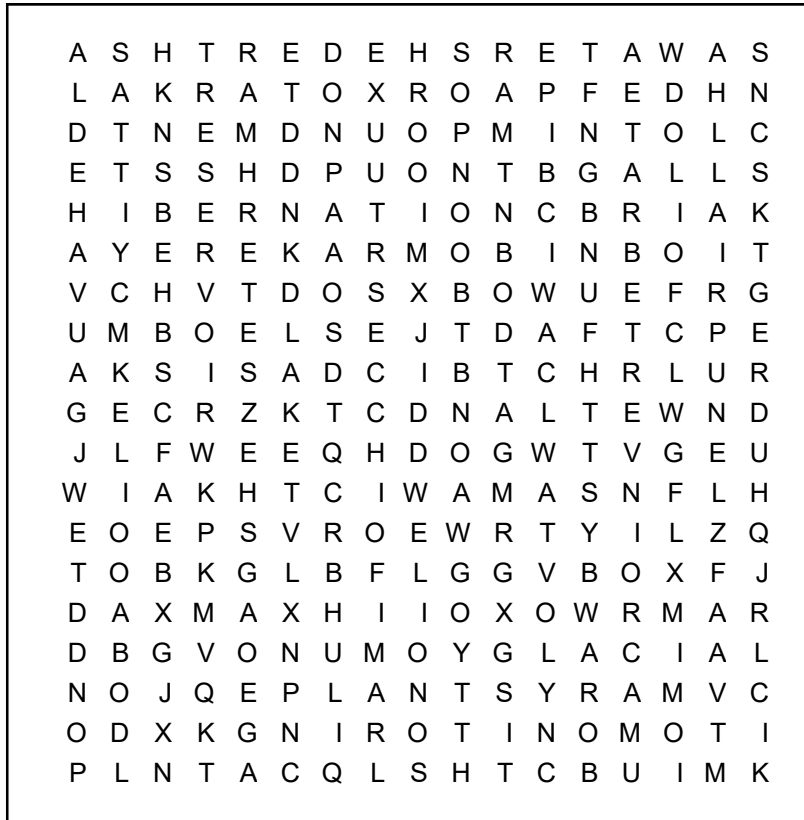 A S H T R E D E H S R E T A W A S
L A K R A T O X R O A P F E D H N
D T N E M D N U O P M I N T O L C
E T S S H D P U O N T B G A L L S
H I B E R N A T I O N C B R I A K
A Y E R E K A R M O B I N B O I T
V C H V T D O S X B O W U E F R G
U M B O E L S E J T D A F T C P E
A K S I S A D C I B T C H R L U R
G E C R Z K T C D N A L T E W N D
J L F W E E Q H D O G W T V G E U
W I A K H T C I W A M A S N F L H
E O E P S V R O E W R T Y I L Z Q
T O B K G L B F L G G V B O X F J
D A X M A X H I I O X O W R M A R
D B G V O N U M O Y G L A C I A L
N O J Q E P L A N T S Y R A M V C
O D X K G N I R O T I N O M O T I
P L N T A C Q L S H T C B U I M K